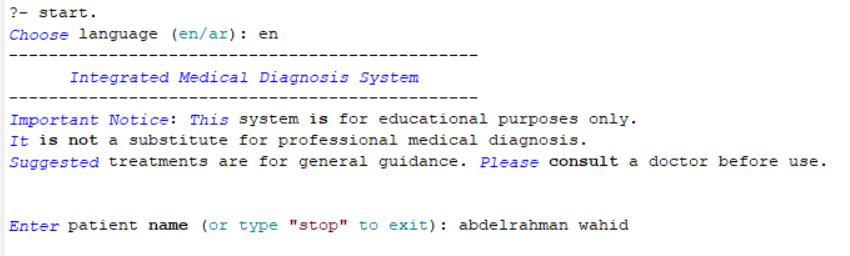 ?- start.
Choose language (en/ar): en
------------------------------------------------
Integrated Medical Diagnosis System
------------------------------------------------
Important Notice: This system is for educational purposes only.
It is not a substitute for professional medical diagnosis.
Suggested treatments are for general guidance. Please consult a doctor before use.
Enter patient name (or type "stop" to exit): abdelrahman wahid